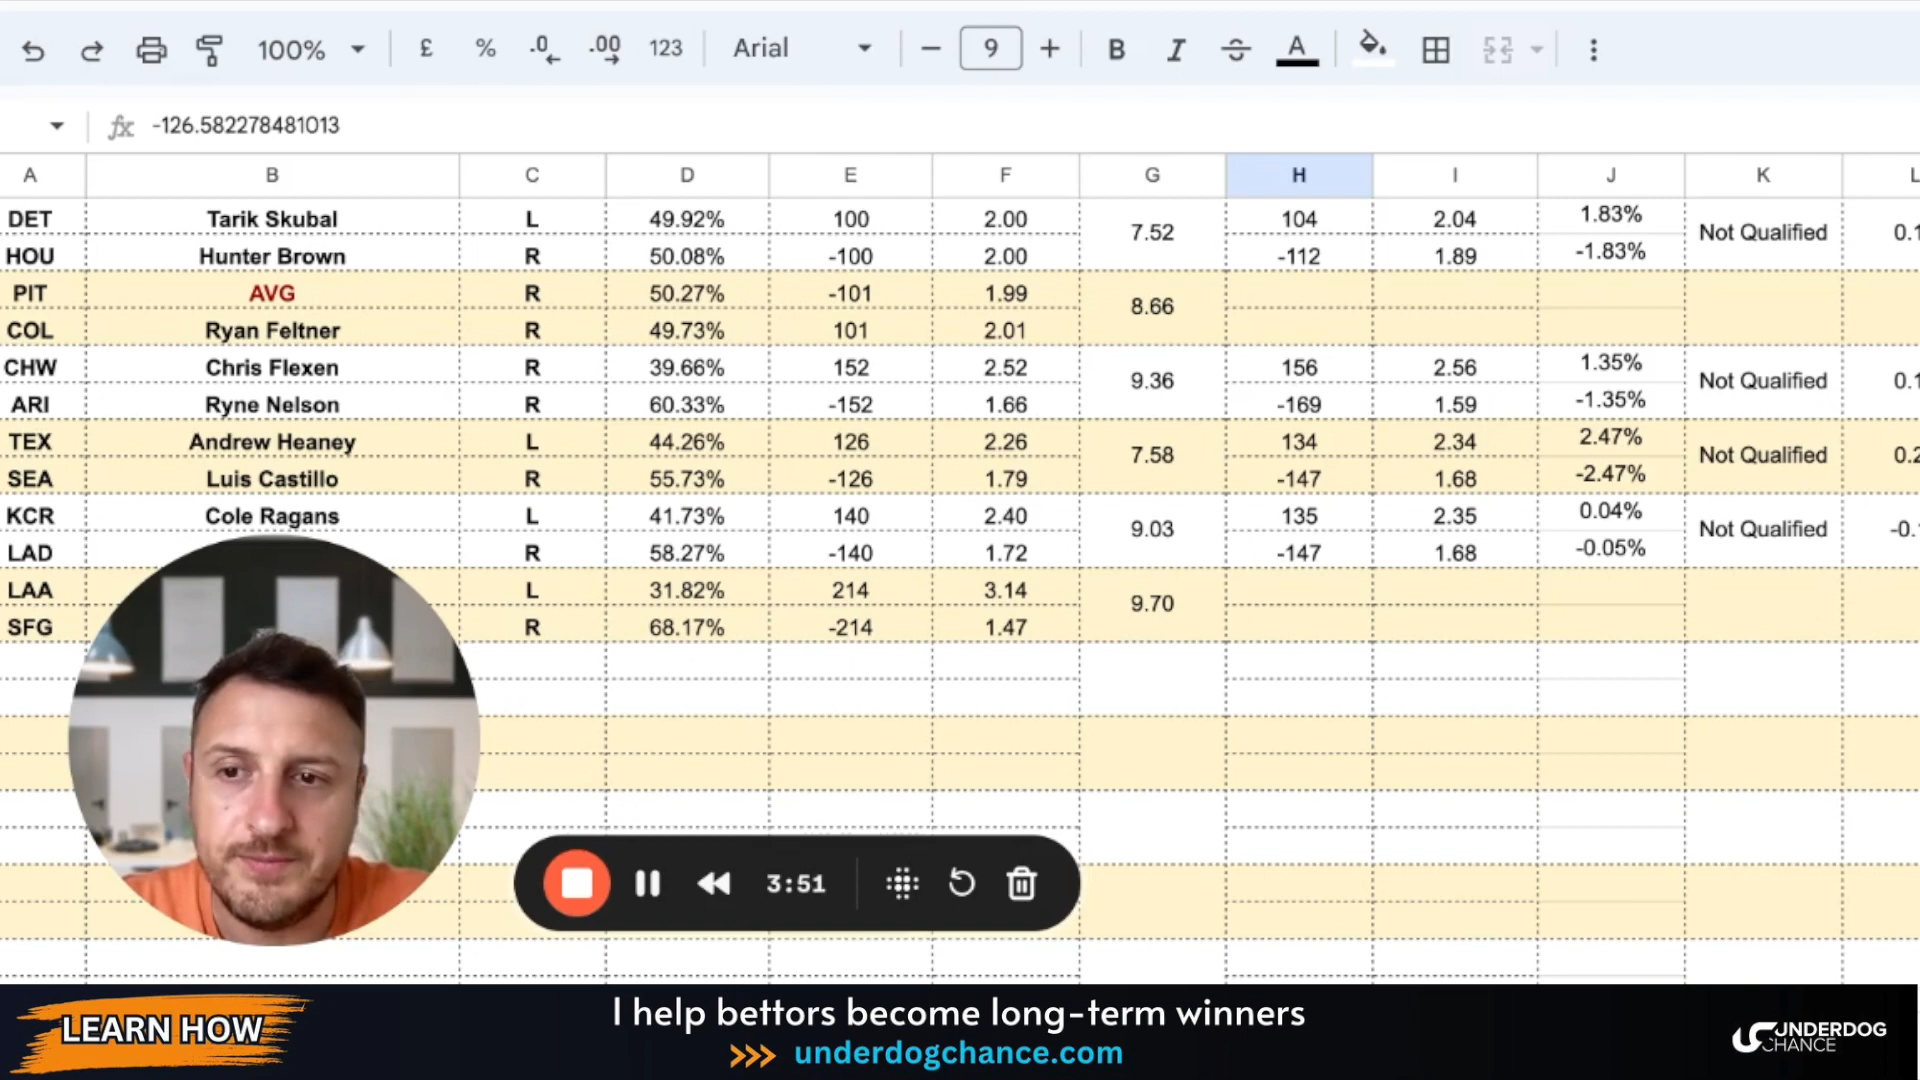 100% £ % .0 .00 123 Arial 9 B I A
fx -126.582278481013
A B C D E F G H I J K L
DET Tarik Skubal L 49.92% 100 2.00 7.52 104 2.04 1.83% Not Qualified
HOU Hunter Brown R 50.08% -100 2.00 -112 1.89 -1.83%
PIT AVG R 50.27% -101 1.99 8.66
COL Ryan Feltner R 49.73% 101 2.01
CHW Chris Flexen R 39.66% 152 2.52 9.36 156 2.56 1.35% Not Qualified
ARI Ryne Nelson R 60.33% -152 1.66 -169 1.59 -1.35%
TEX Andrew Heaney L 44.26% 126 2.26 7.58 134 2.34 2.47% Not Qualified
SEA Luis Castillo R 55.73% -126 1.79 -147 1.68 -2.47%
KCR Cole Ragans L 41.73% 140 2.40 9.03 135 2.35 0.04% Not Qualified
LAD R 58.27% -140 1.72 -147 1.68 -0.05%
LAA L 31.82% 214 3.14 9.70
SFG R 68.17% -214 1.47
3:51
LEARN HOW
I help bettors become long-term winners
>>> underdogchance.com
UNDERDOG
CHANCE